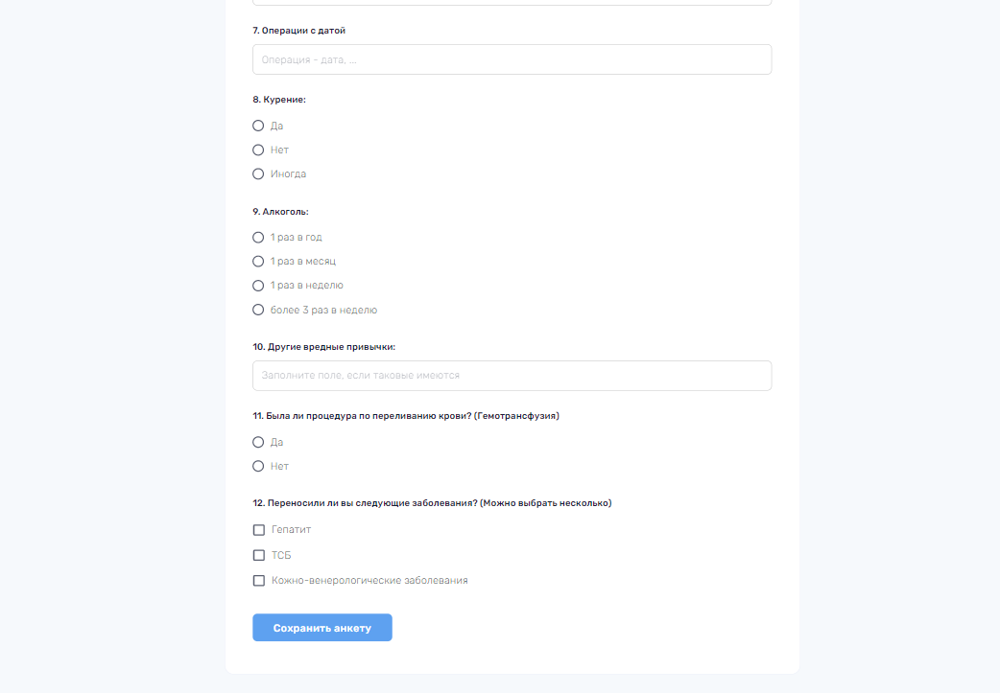 7. Операции с датой
Операция - дата, ...
8. Курение:
Да
Нет
Иногда
9. Алкоголь:
1 раз в год
1 раз в месяц
1 раз в неделю
более 3 раз в неделю
10. Другие вредные привычки:
Заполните поле, если таковые имеются
11. Была ли процедура по переливанию крови? (Гемотрансфузия)
Да
Нет
12. Переносили ли вы следующие заболевания? (Можно выбрать несколько)
Гепатит
ТСБ
Кожно-венерологические заболевания
Сохранить анкету